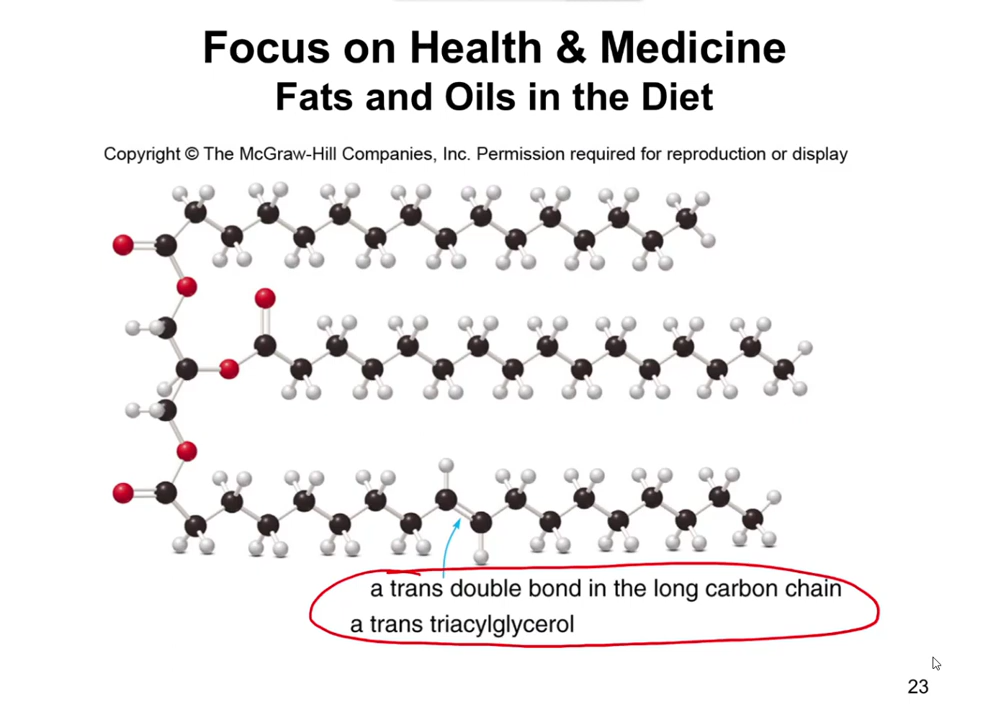 Focus on Health & Medicine
Fats and Oils in the Diet
Copyright © The McGraw-Hill Companies, Inc. Permission required for reproduction or display
a trans double bond in the long carbon chain
a trans triacylglycerol
23